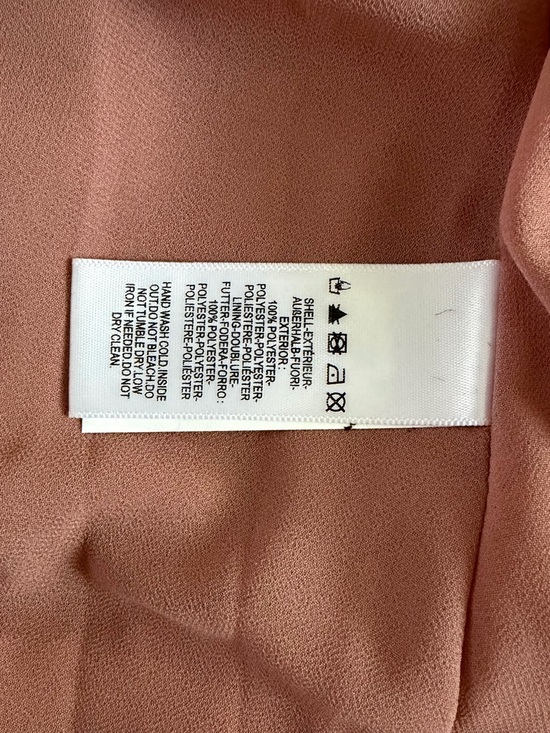 SHELL-EXTÉRIEUR-
AUßERHALB-FUORI-
EXTERIOR :
100% POLYESTER-
POLYESTER-POLYESTER-
POLIESTERE-POLIÉSTER
LINING-DOUBLURE-
FUTTER-FODERA-FORRO :
100% POLYESTER-
POLYESTER-POLYESTER-
POLIESTERE-POLIÉSTER
HAND WASH COLD.INSIDE
OUT.DO NOT BLEACH.DO
NOT TUMBLE DRY.LOW
IRON IF NEEDED.DO NOT
DRY CLEAN.